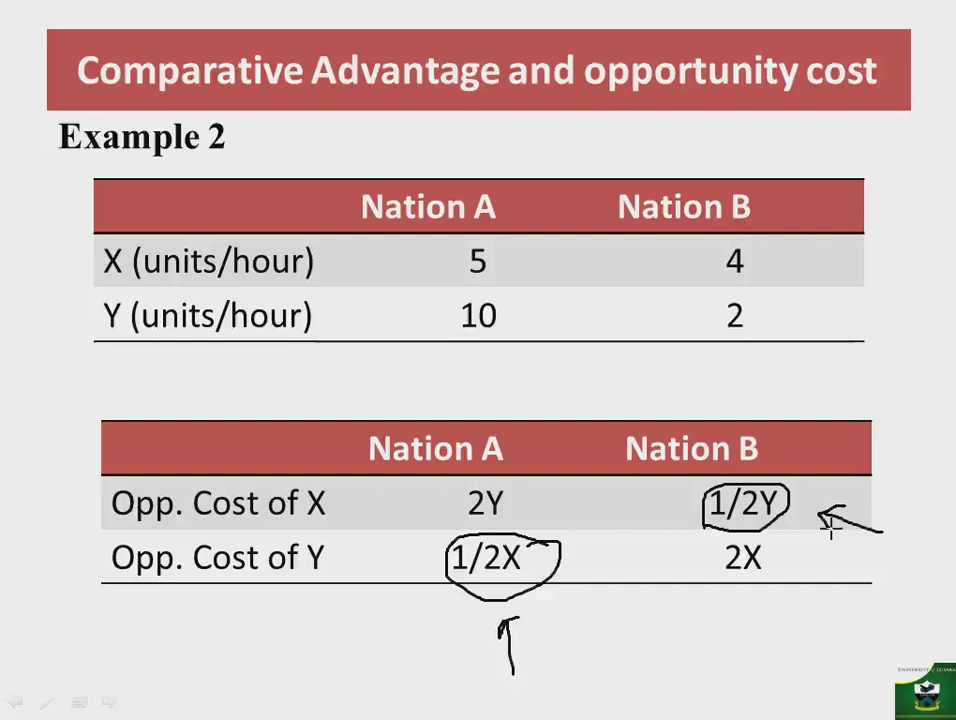 Comparative Advantage and opportunity cost
Example 2
Nation A Nation B
X (units/hour) 5 4
Y (units/hour) 10 2
Nation A Nation B
Opp. Cost of X 2Y 1/2Y
Opp. Cost of Y 1/2X 2X